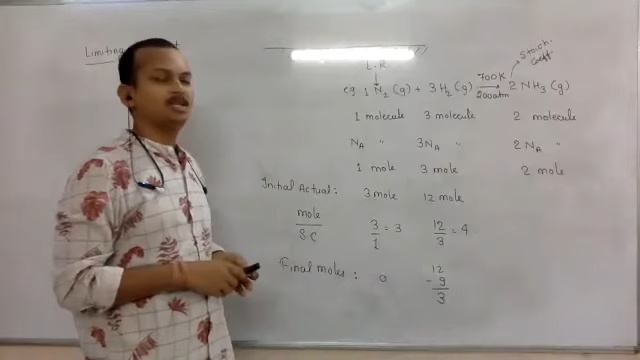 Limiting
L.R.
Stoich. Coeff.
eg 1 N₂(g) + 3 H₂(g) 700K 200atm → 2 NH₃(g)
1 molecule 3 molecule 2 molecule
N_A " 3N_A " 2 N_A "
1 mole 3 mole 2 mole
Initial Actual: 3 mole 12 mole
mole/SC 3/1 = 3 12/3 = 4
Final moles: 0 12
- 9
3